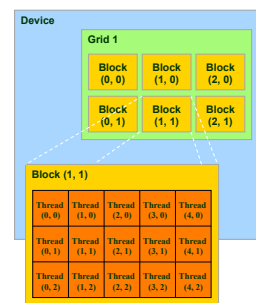 Device
Grid 1
Block Block Block
(0, 0) (1, 0) (2, 0)
Block Block Block
(0, 1) (1, 1) (2, 1)
Block (1, 1)
Thread Thread Thread Thread Thread
(0, 0) (1, 0) (2, 0) (3, 0) (4, 0)
Thread Thread Thread Thread Thread
(0, 1) (1, 1) (2, 1) (3, 1) (4, 1)
Thread Thread Thread Thread Thread
(0, 2) (1, 2) (2, 2) (3, 2) (4, 2)